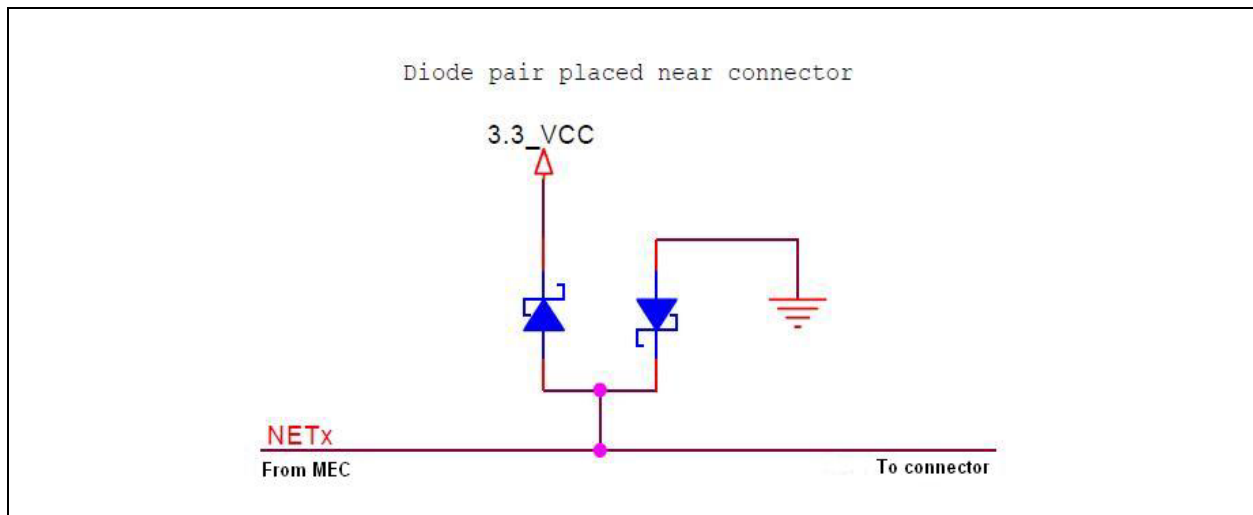 Diode pair placed near connector
3.3_VCC
NETx
From MEC
To connector